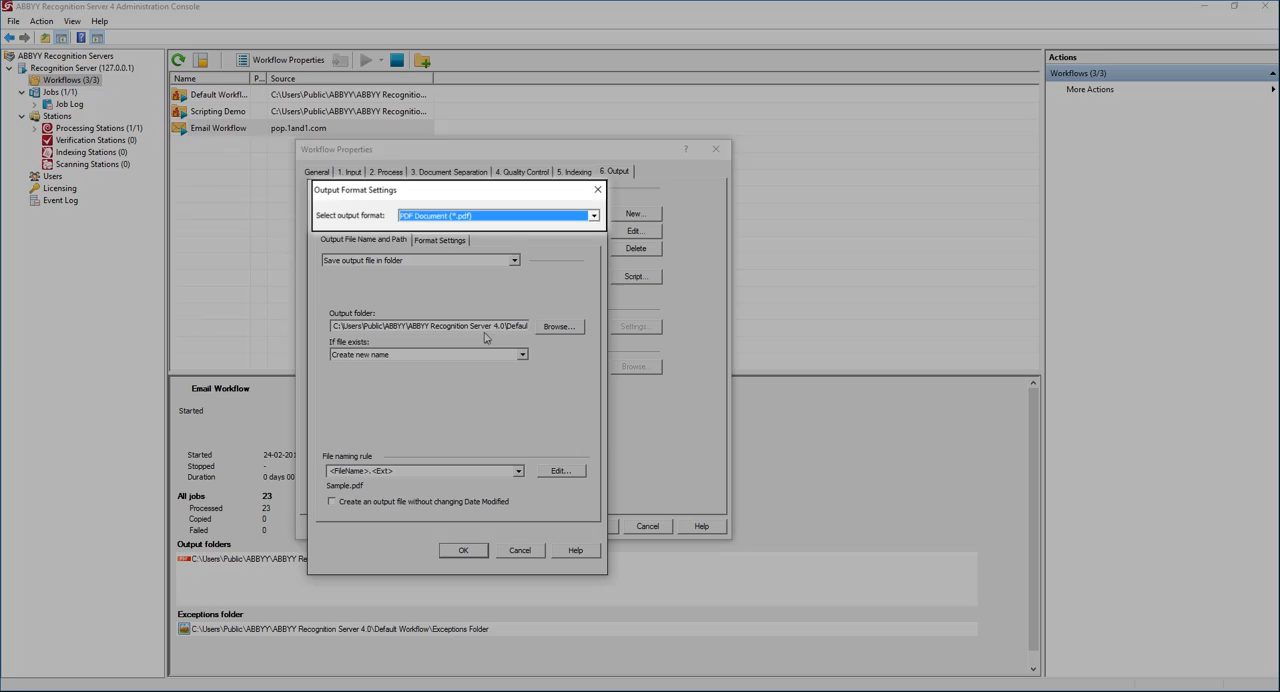 ABBYY Recognition Server 4 Administration Console
File Action View Help
ABBYY Recognition Servers
Recognition Server (127.0.0.1)
Workflows (3/3)
Jobs (1/1)
Job Log
Stations
Processing Stations (1/1)
Verification Stations (0)
Indexing Stations (0)
Scanning Stations (0)
Users
Licensing
Event Log
Workflow Properties
Name P... Source
Default Workfl... C:\Users\Public\ABBYY\ABBYY Recognitio...
Scripting Demo C:\Users\Public\ABBYY\ABBYY Recognitio...
Email Workflow pop.1and1.com
Workflow Properties
?
General 1. Input 2. Process 3. Document Separation 4. Quality Control 5. Indexing 6. Output
Output Format Settings
Select output format: PDF Document (*.pdf)
Output File Name and Path Format Settings
Save output file in folder
Output folder:
C:\Users\Public\ABBYY\ABBYY Recognition Server 4.0\Defaul
Browse...
If file exists:
Create new name
File naming rule
<FileName>.<Ext>
Edit...
Sample.pdf
Create an output file without changing Date Modified
OK Cancel Help
New...
Edit...
Delete
Script...
Settings...
Browse...
Cancel Help
Email Workflow
Started
Started 24-02-201
Stopped -
Duration 0 days 00
All jobs 23
Processed 23
Copied 0
Failed 0
Output folders
C:\Users\Public\ABBYY\ABBYY Re
Exceptions folder
C:\Users\Public\ABBYY\ABBYY Recognition Server 4.0\Default Workflow\Exceptions Folder
Actions
Workflows (3/3)
More Actions